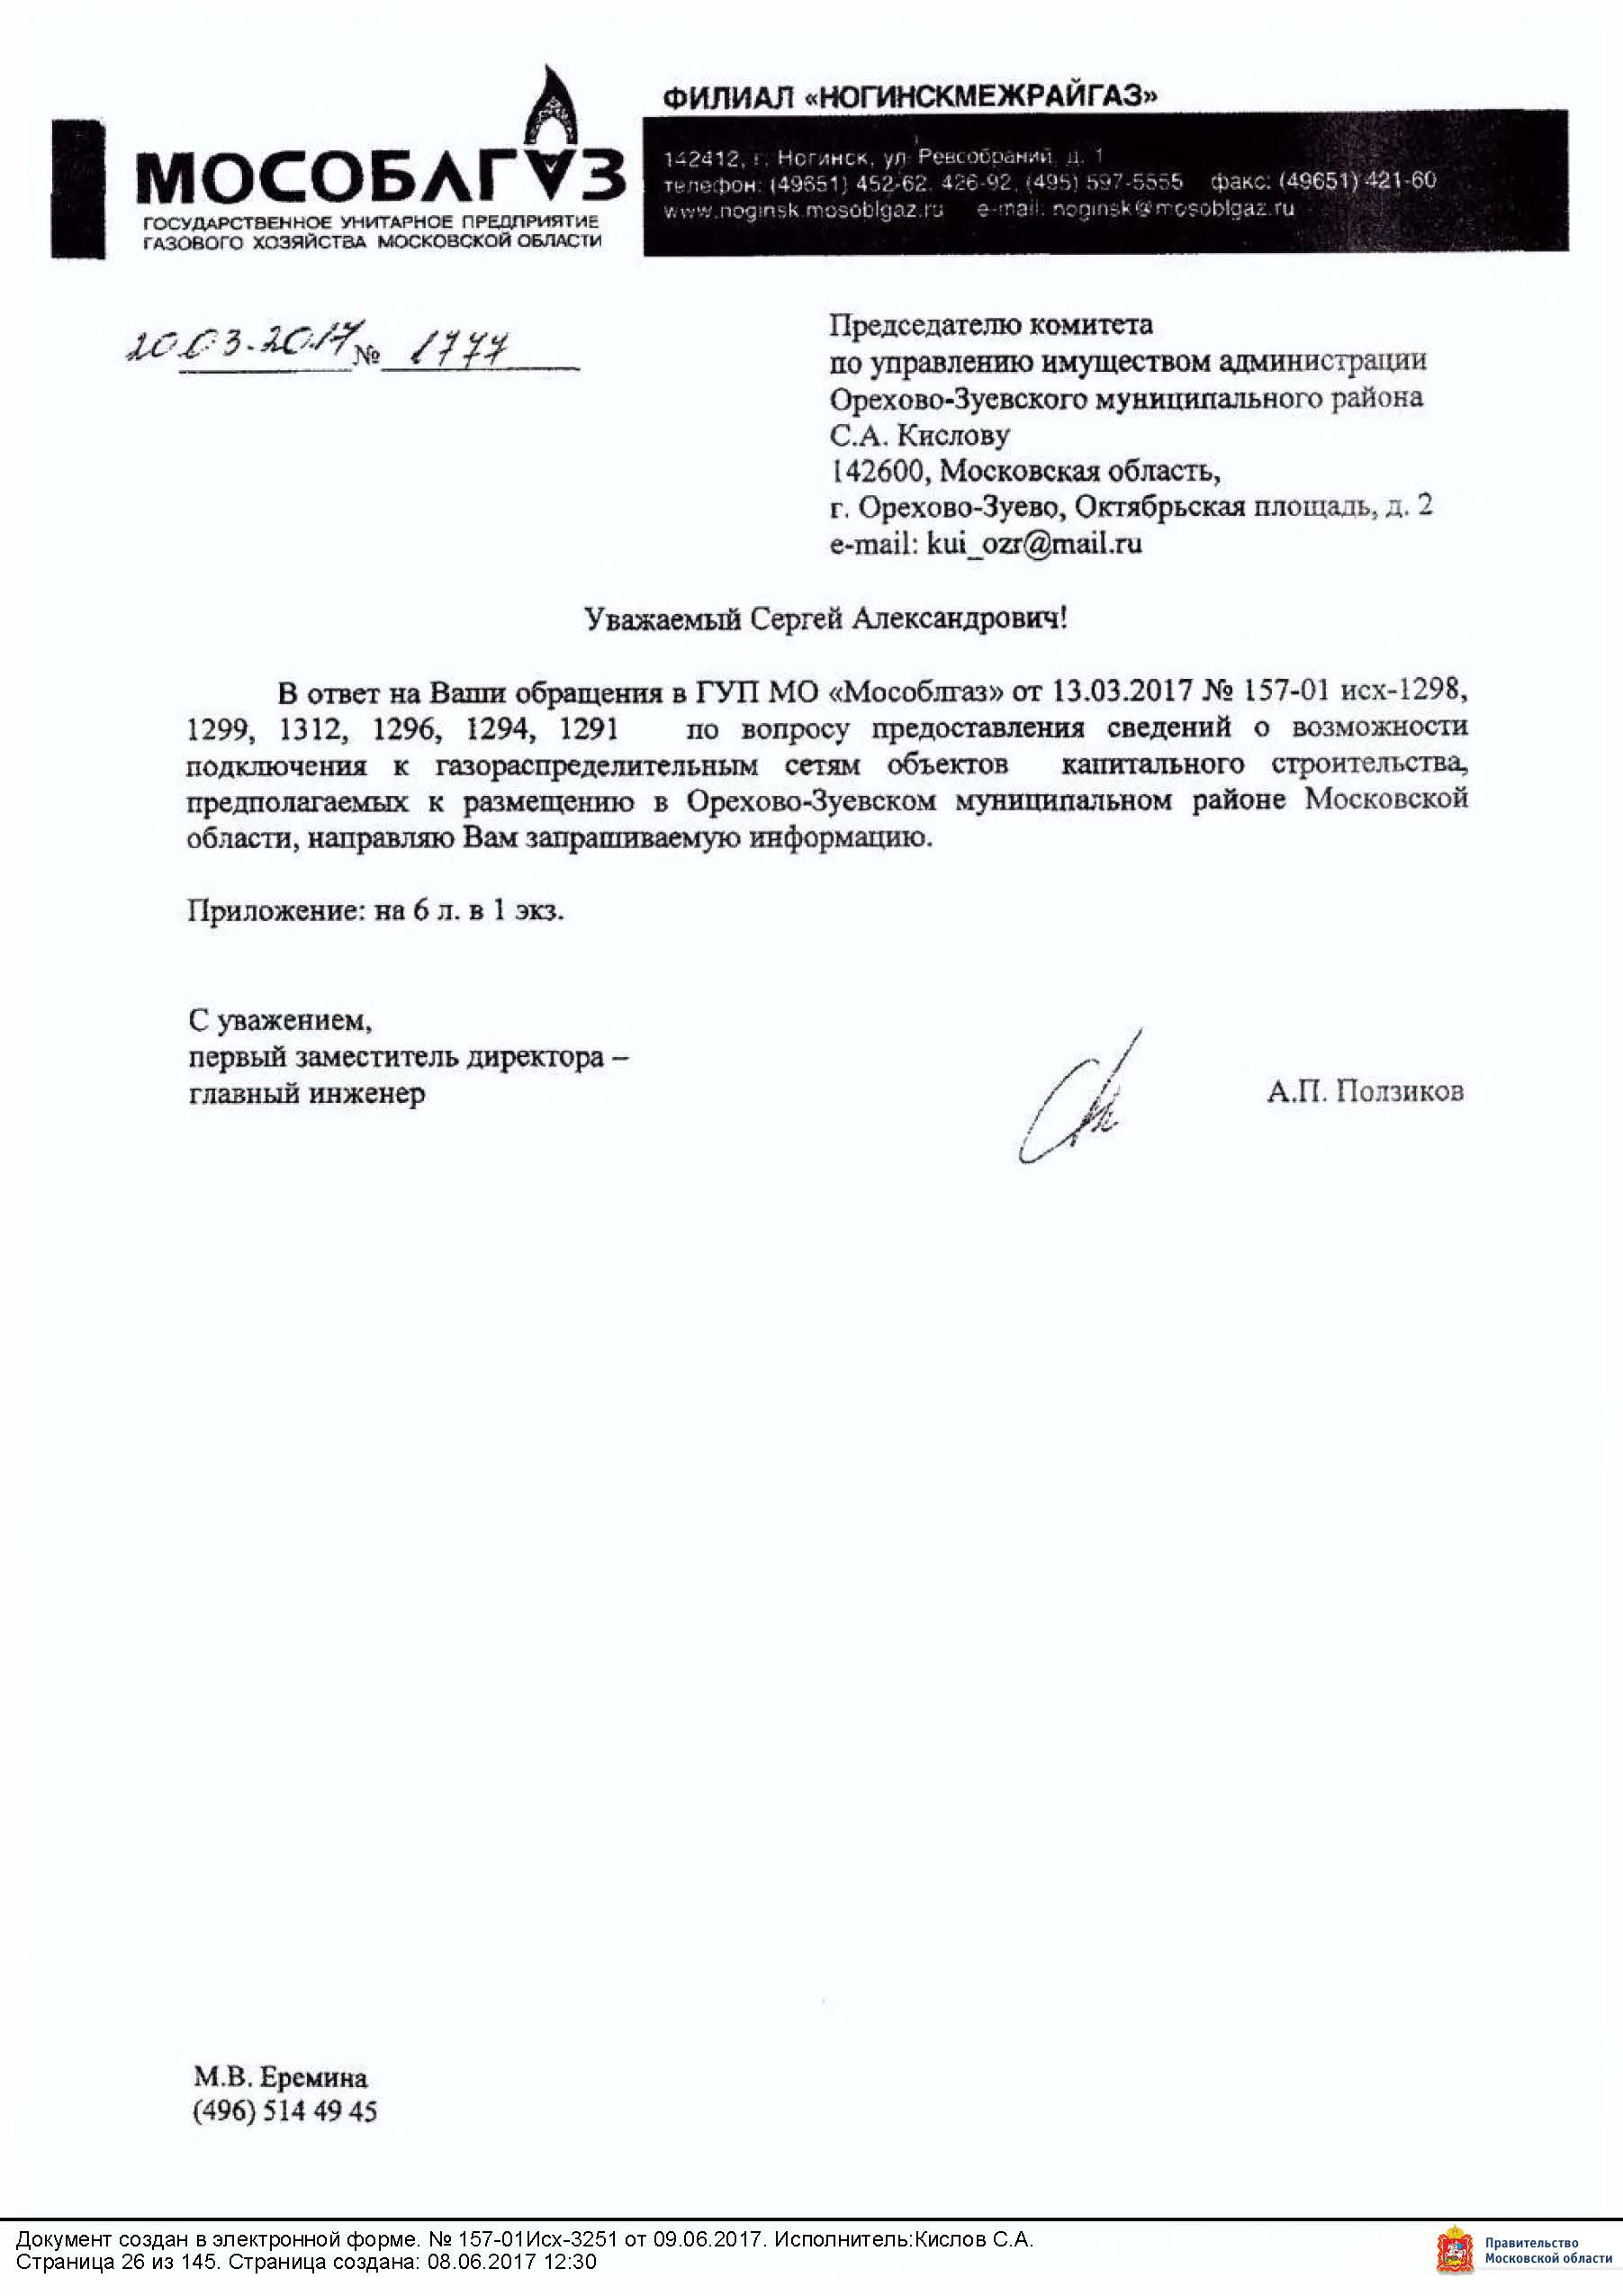 МОСОБЛГАЗ
ГОСУДАРСТВЕННОЕ УНИТАРНОЕ ПРЕДПРИЯТИЕ
ГАЗОВОГО ХОЗЯЙСТВА МОСКОВСКОЙ ОБЛАСТИ
ФИЛИАЛ «НОГИНСКМЕЖРАЙГАЗ»
142412, г. Ногинск, ул. Ревсобраний, д. 1
телефон: (49651) 452-62, 426-92, (495) 597-5555 факс: (49651) 421-60
www.noginsk.mosoblgaz.ru e-mail: noginsk@mosoblgaz.ru
20.03.2017 № 1777
Председателю комитета
по управлению имуществом администрации
Орехово-Зуевского муниципального района
С.А. Кислову
142600, Московская область,
г. Орехово-Зуево, Октябрьская площадь, д. 2
e-mail: kui_ozr@mail.ru
Уважаемый Сергей Александрович!
В ответ на Ваши обращения в ГУП МО «Мособлгаз» от 13.03.2017 № 157-01 исх-1298,
1299, 1312, 1296, 1294, 1291 по вопросу предоставления сведений о возможности
подключения к газораспределительным сетям объектов капитального строительства,
предполагаемых к размещению в Орехово-Зуевском муниципальном районе Московской
области, направляю Вам запрашиваемую информацию.
Приложение: на 6 л. в 1 экз.
С уважением,
первый заместитель директора –
главный инженер
А.П. Ползиков
М.В. Еремина
(496) 514 49 45
Документ создан в электронной форме. № 157-01Исх-3251 от 09.06.2017. Исполнитель:Кислов С.А.
Страница 26 из 145. Страница создана: 08.06.2017 12:30
Правительство
Московской области